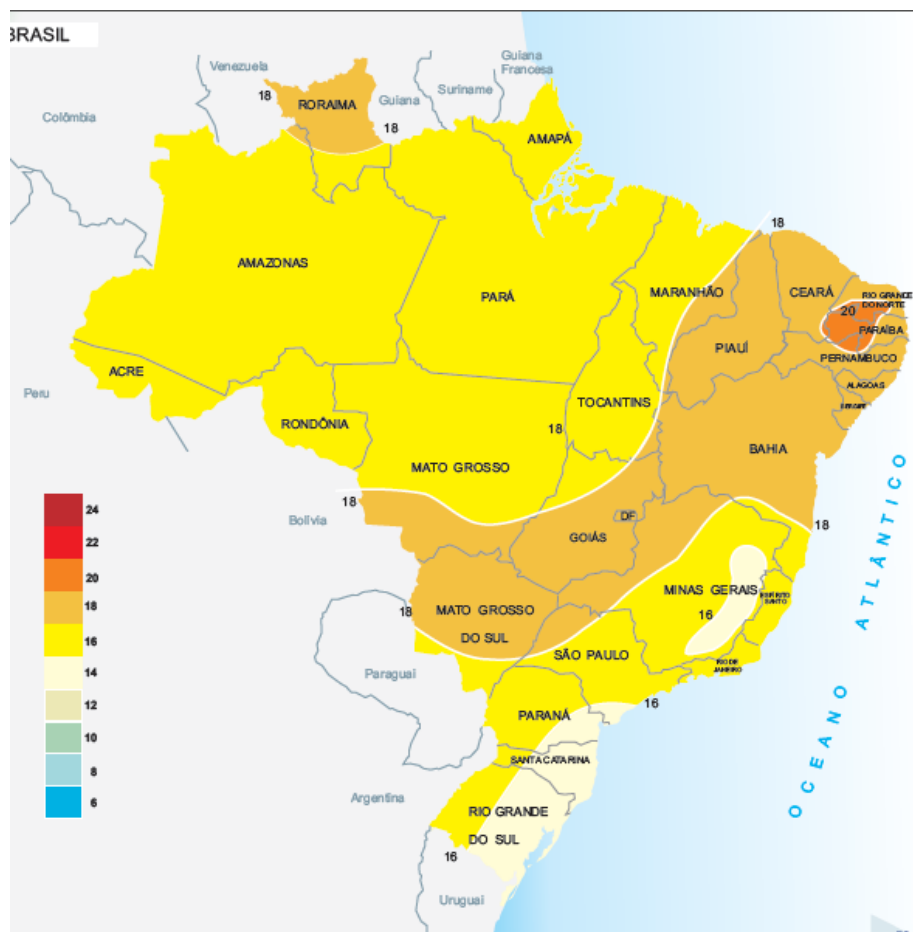 BRASIL
Venezuela
Guiana
Francesa
Suriname
Guiana
Colômbia
18
RORAIMA
18
AMAPÁ
18
AMAZONAS
PARÁ
MARANHÃO
CEARÁ
RIO GRANDE
DO NORTE
20
PARAÍBA
PIAUÍ
PERNAMBUCO
ACRE
ALAGOAS
Peru
TOCANTINS
SERGIPE
RONDÔNIA
18
BAHIA
MATO GROSSO
18
Bolívia
DF
GOIÁS
18
24
22
20
18
16
14
12
10
8
6
MINAS GERAIS
ESPÍRITO
SANTO
16
18
MATO GROSSO
DO SUL
SÃO PAULO
RIO DE
JANEIRO
Paraguai
16
PARANÁ
SANTA CATARINA
Argentina
RIO GRANDE
DO SUL
16
Uruguai
OCEANO ATLÂNTICO